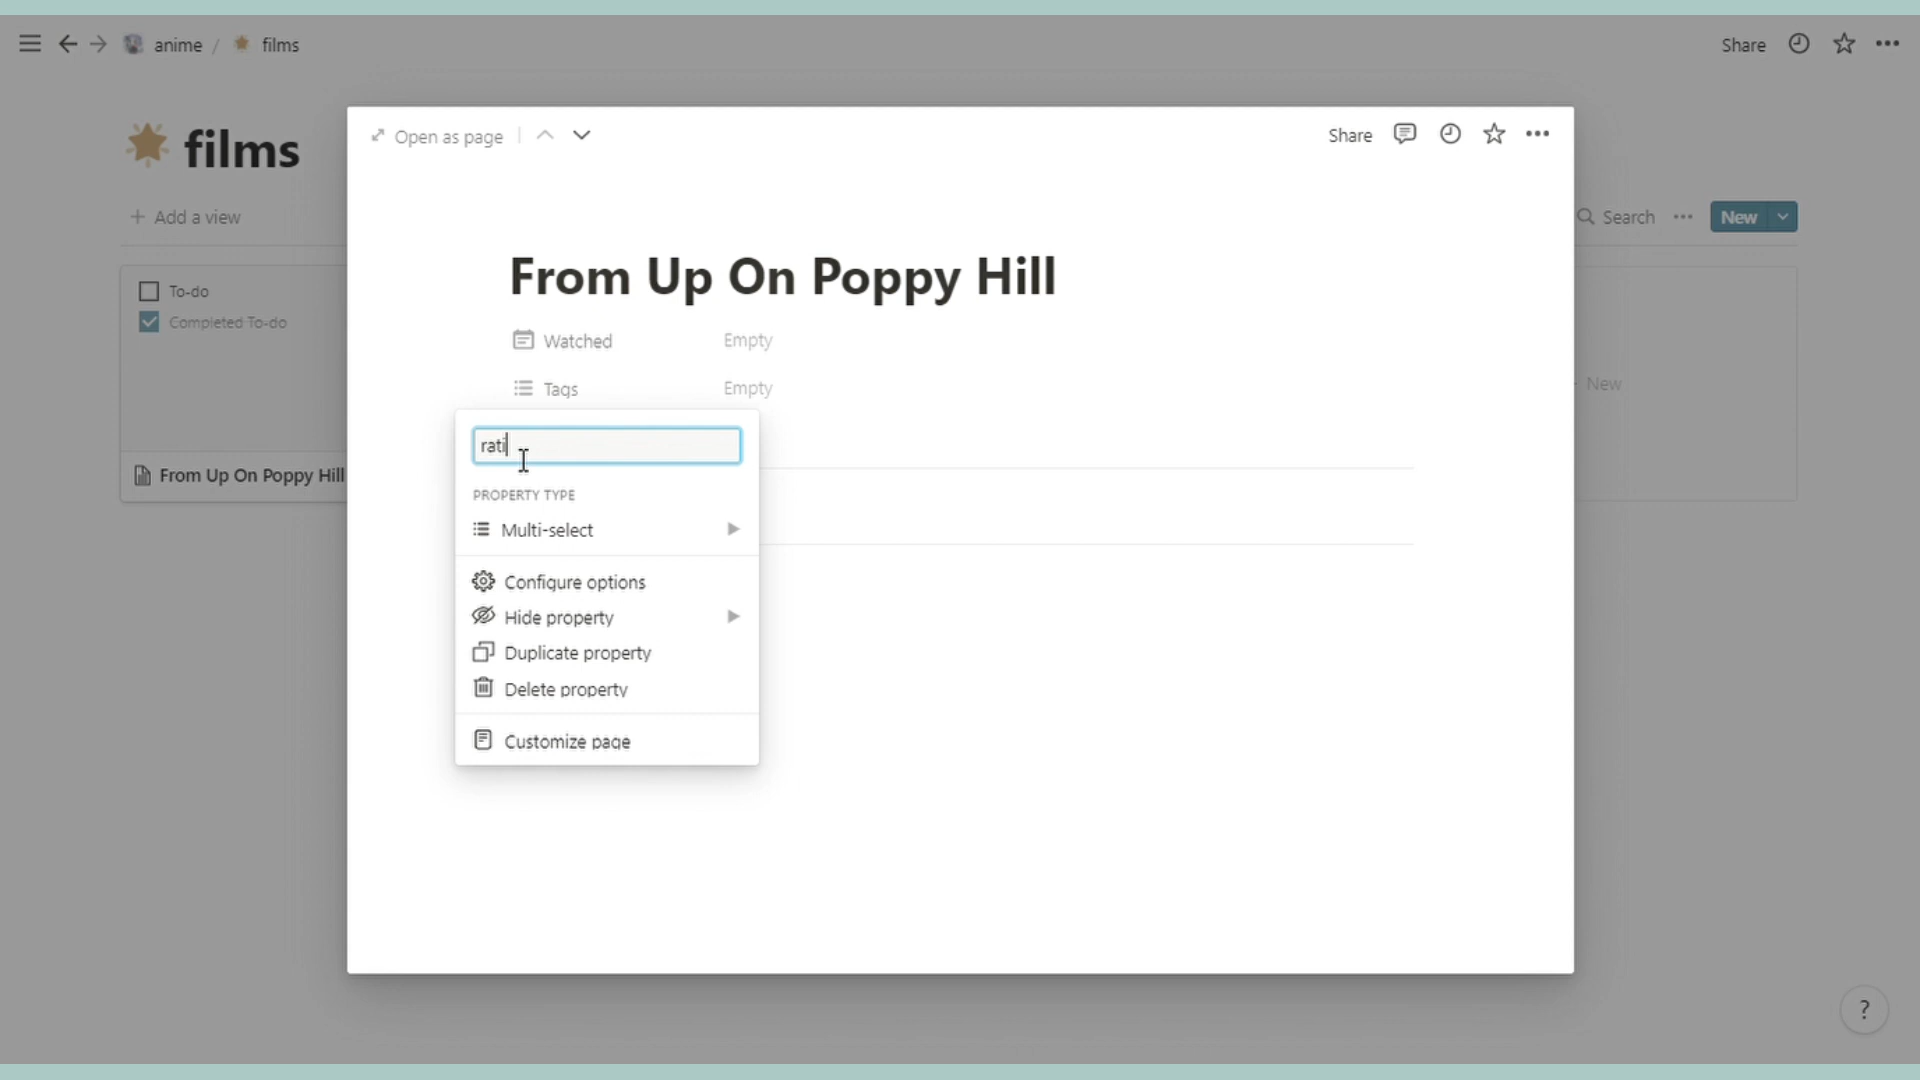 anime / films
Share
films
Open as page
Share
Add a view
Search
New
From Up On Poppy Hill
To-do
Completed To-do
Watched
Empty
Tags
Empty
New
rati
From Up On Poppy Hill
PROPERTY TYPE
Multi-select
Configure options
Hide property
Duplicate property
Delete property
Customize page
?